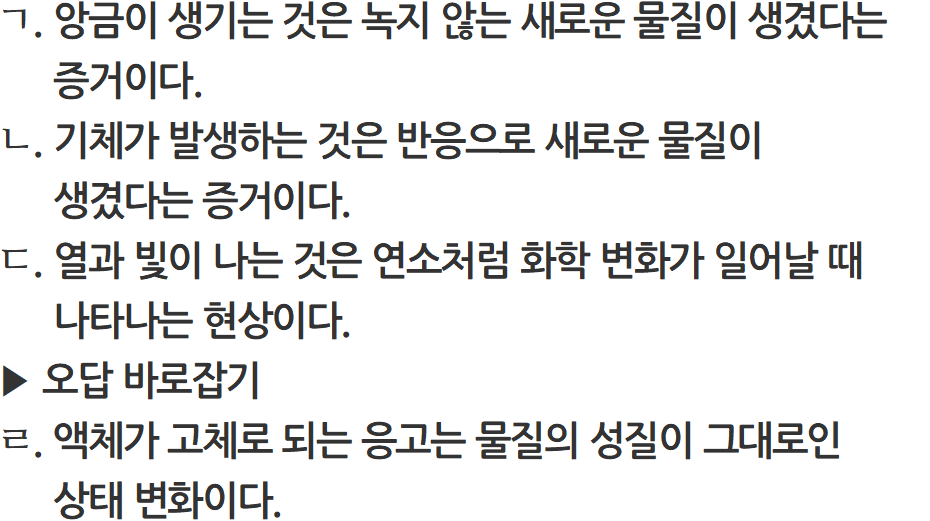 ㄱ. 앙금이 생기는 것은 녹지 않는 새로운 물질이 생겼다는
증거이다.
ㄴ. 기체가 발생하는 것은 반응으로 새로운 물질이
생겼다는 증거이다.
ㄷ. 열과 빛이 나는 것은 연소처럼 화학 변화가 일어날 때
나타나는 현상이다.
▶ 오답 바로잡기
ㄹ. 액체가 고체로 되는 응고는 물질의 성질이 그대로인
상태 변화이다.